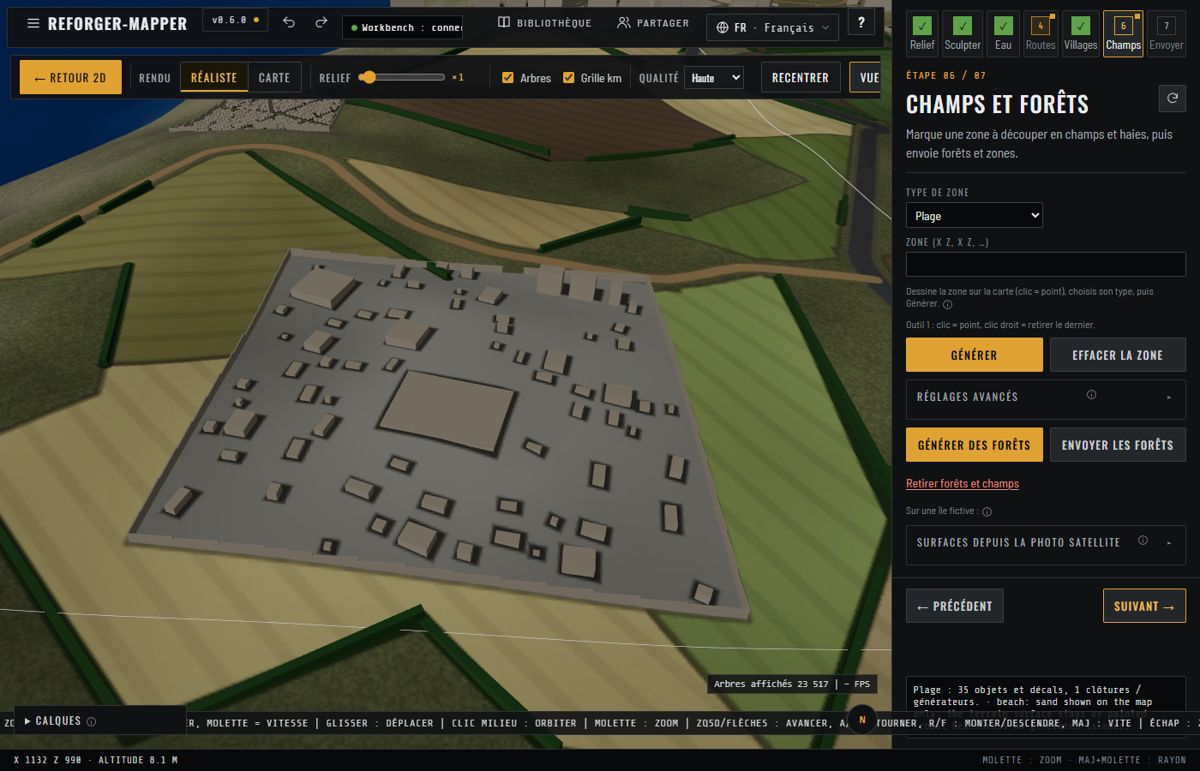 REFORGER-MAPPER
v0.6.0
Workbench : conne
BIBLIOTHÈQUE
PARTAGER
FR · Français
?
← RETOUR 2D
RENDU
RÉALISTE
CARTE
RELIEF
×1
Arbres
Grille km
QUALITÉ
Haute
RECENTRER
VUE
Relief
Sculpter
Eau
4
Routes
Villages
6
Champs
7
Envoyer
ÉTAPE 06 / 07
CHAMPS ET FORÊTS
Marque une zone à découper en champs et haies, puis
envoie forêts et zones.
TYPE DE ZONE
Plage
ZONE (X Z, X Z, …)
Dessine la zone sur la carte (clic = point), choisis son type, puis
Générer.
Outil 1 : clic = point, clic droit = retirer le dernier.
GÉNÉRER
EFFACER LA ZONE
RÉGLAGES AVANCÉS
GÉNÉRER DES FORÊTS
ENVOYER LES FORÊTS
Retirer forêts et champs
Sur une île fictive :
SURFACES DEPUIS LA PHOTO SATELLITE
← PRÉCÉDENT
SUIVANT →
Plage : 35 objets et décals, 1 clôtures /
générateurs. · beach: sand shown on the map
Arbres affichés 23 517 | – FPS
CALQUES
R, MOLETTE = VITESSE | GLISSER : DÉPLACER | CLIC MILIEU : ORBITER | MOLETTE : ZOOM | ZQSD/FLÈCHES : AVANCER, A/ TOURNER, R/F : MONTER/DESCENDRE, MAJ : VITE | ÉCHAP :
N
X 1132 Z 990 · ALTITUDE 8.1 M
MOLETTE : ZOOM · MAJ+MOLETTE : RAYON